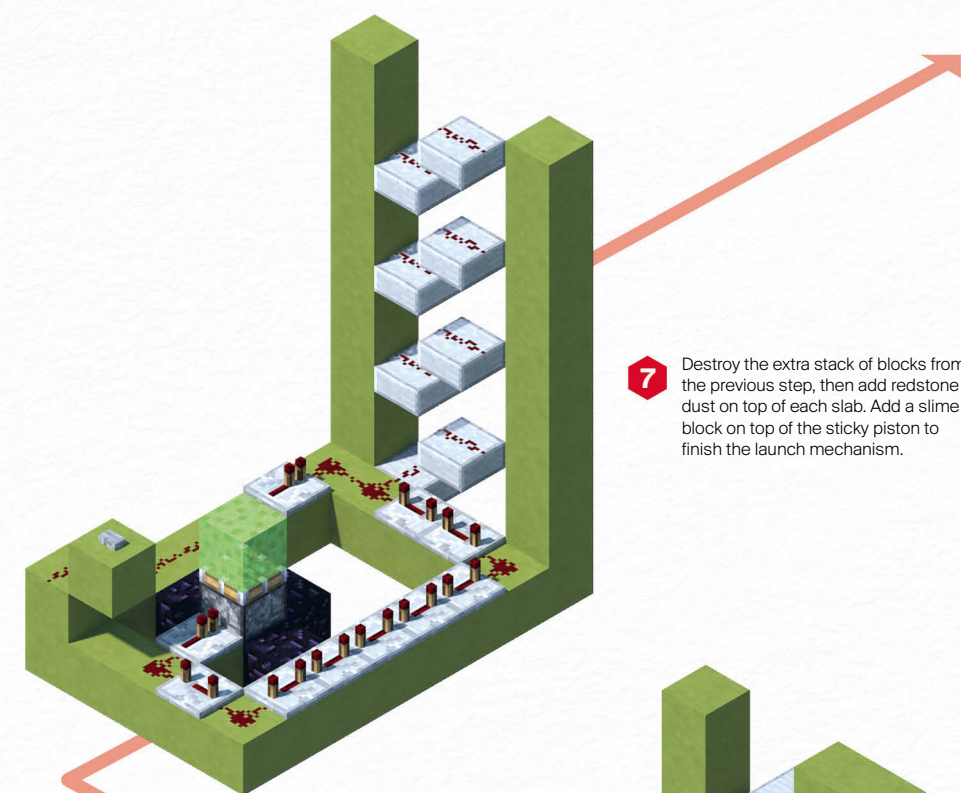 7
Destroy the extra stack of blocks from
the previous step, then add redstone
dust on top of each slab. Add a slime
block on top of the sticky piston to
finish the launch mechanism.